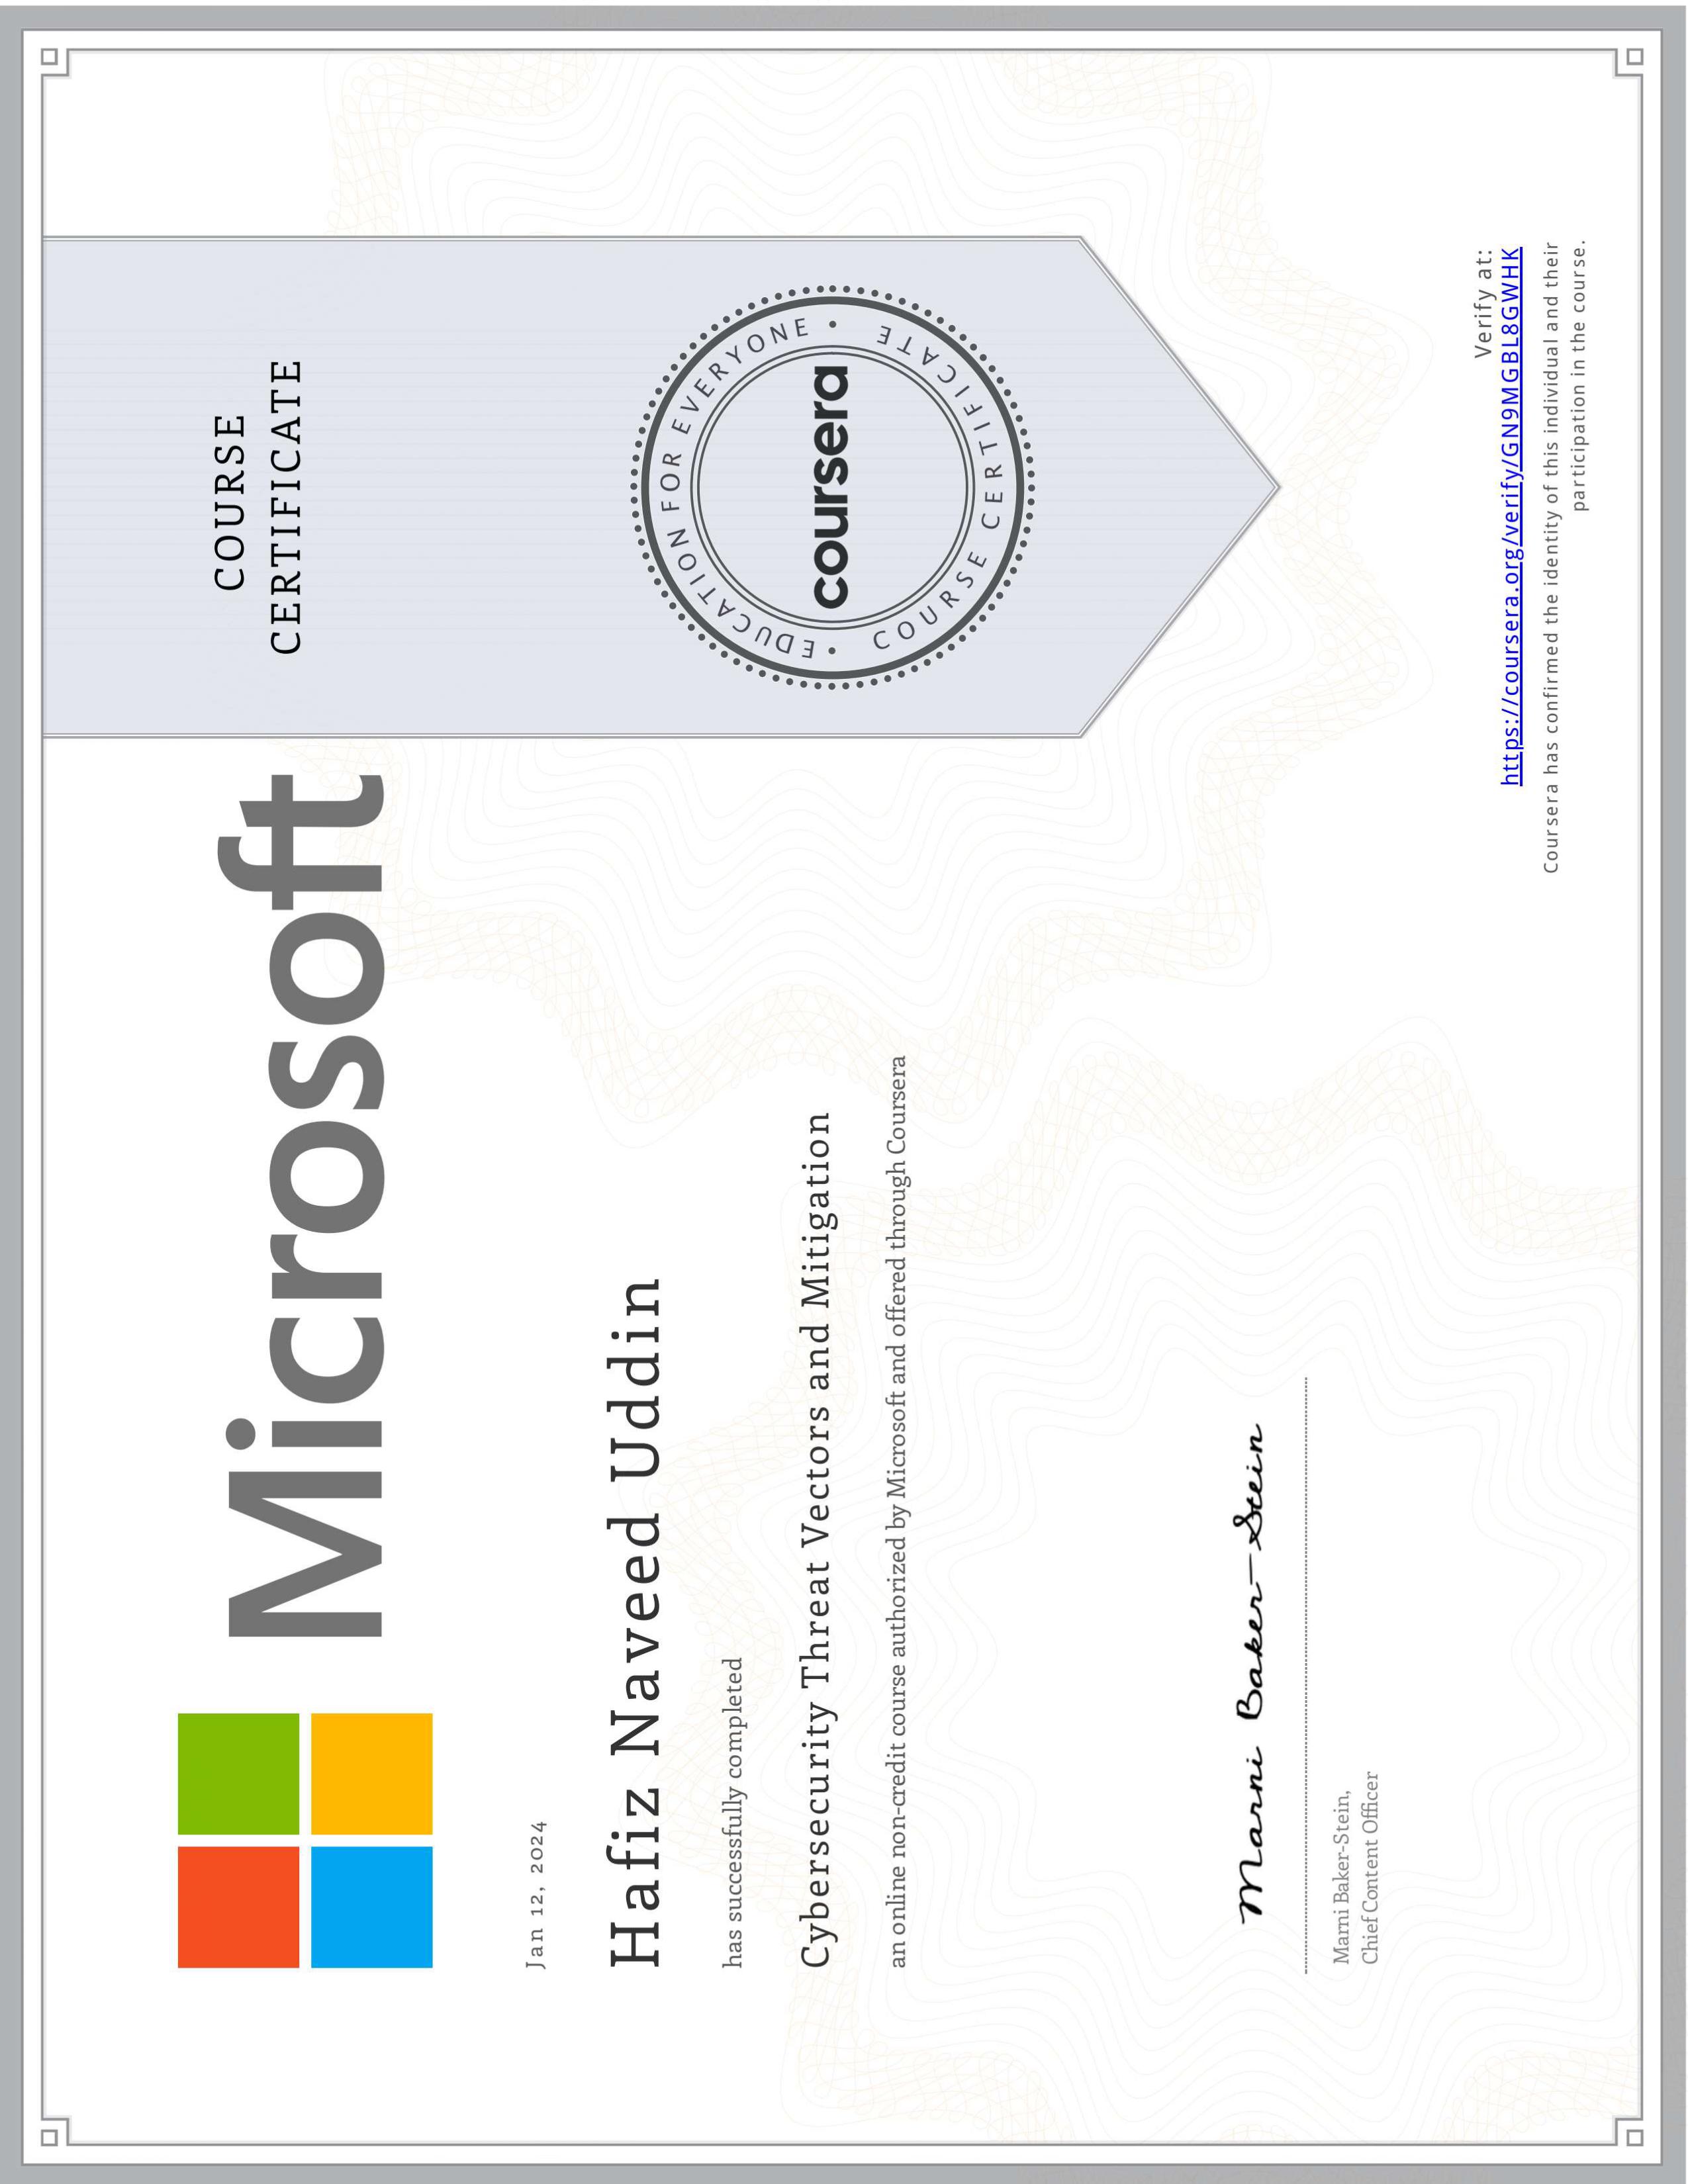 Microsoft
COURSE
CERTIFICATE
EDUCATION FOR EVERYONE
coursera
COURSE CERTIFICATE
Jan 12, 2024
Hafiz Naveed Uddin
has successfully completed
Cybersecurity Threat Vectors and Mitigation
an online non-credit course authorized by Microsoft and offered through Coursera
Marni Baker-Stein
Marni Baker-Stein,
Chief Content Officer
Verify at:
https://coursera.org/verify/GN9MGBL8GWHK
Coursera has confirmed the identity of this individual and their
participation in the course.